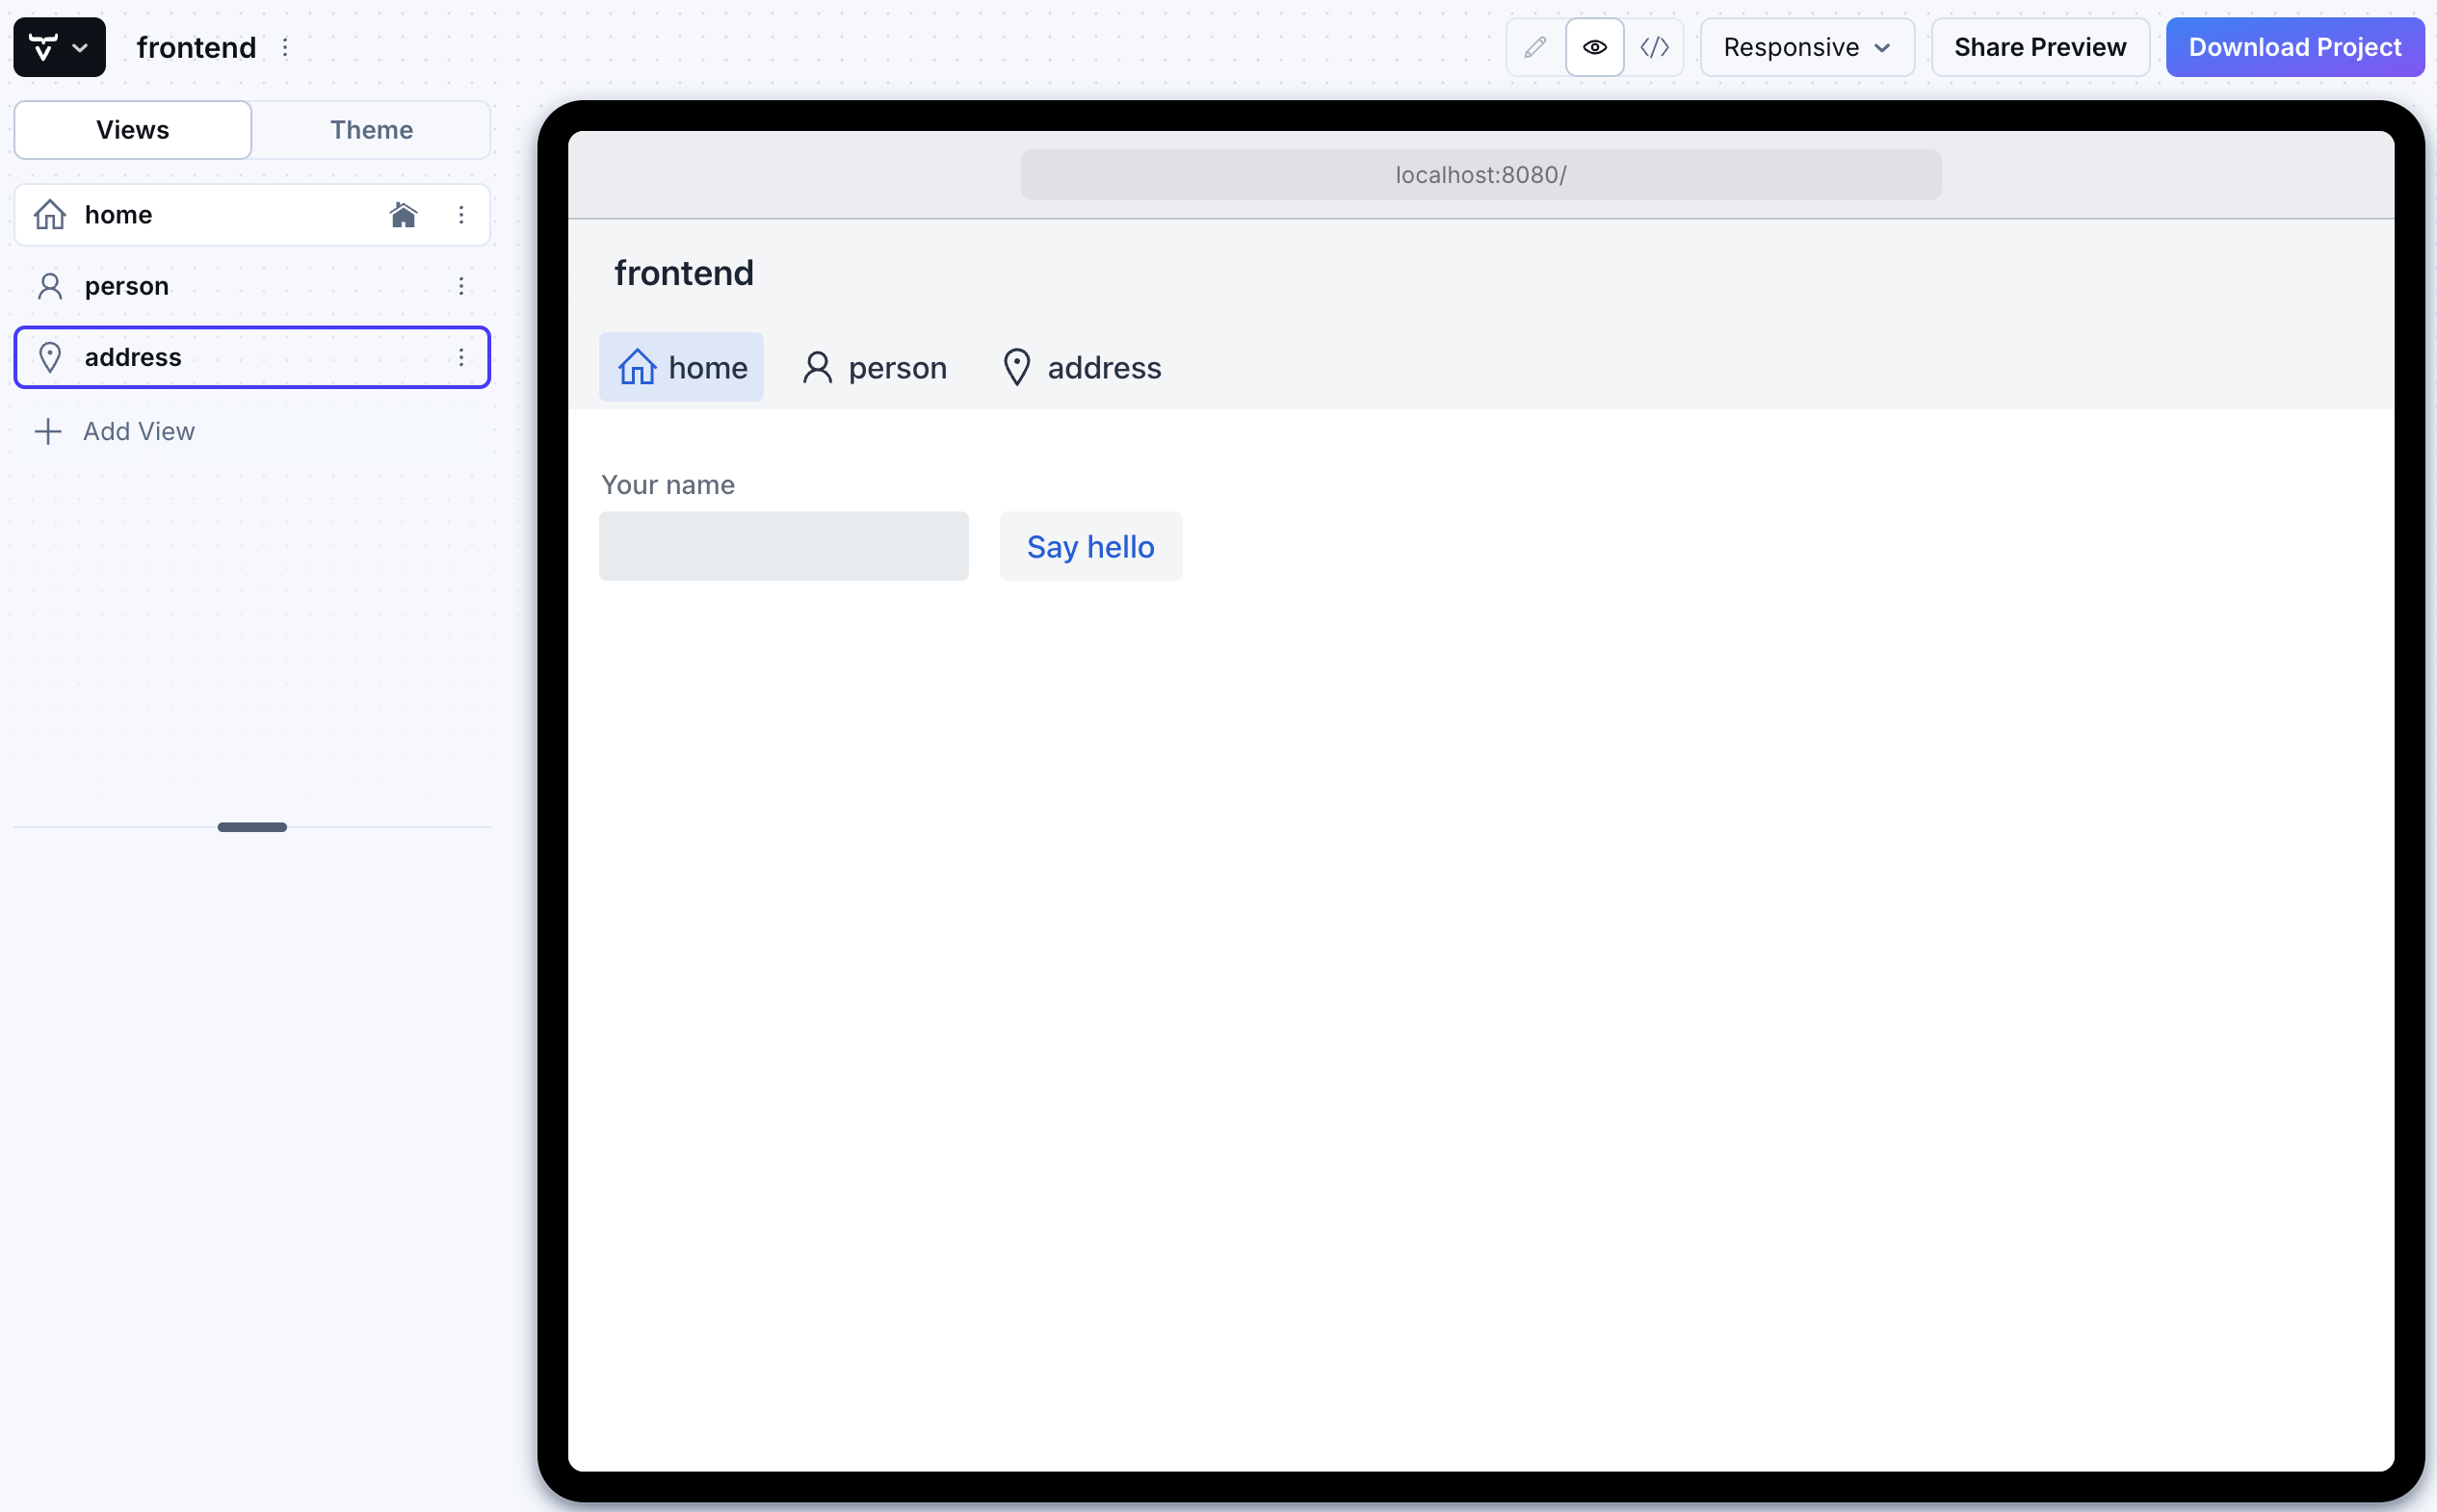 frontend
Responsive
Share Preview
Download Project
Views
Theme
home
person
address
Add View
localhost:8080/
frontend
home
person
address
Your name
Say hello